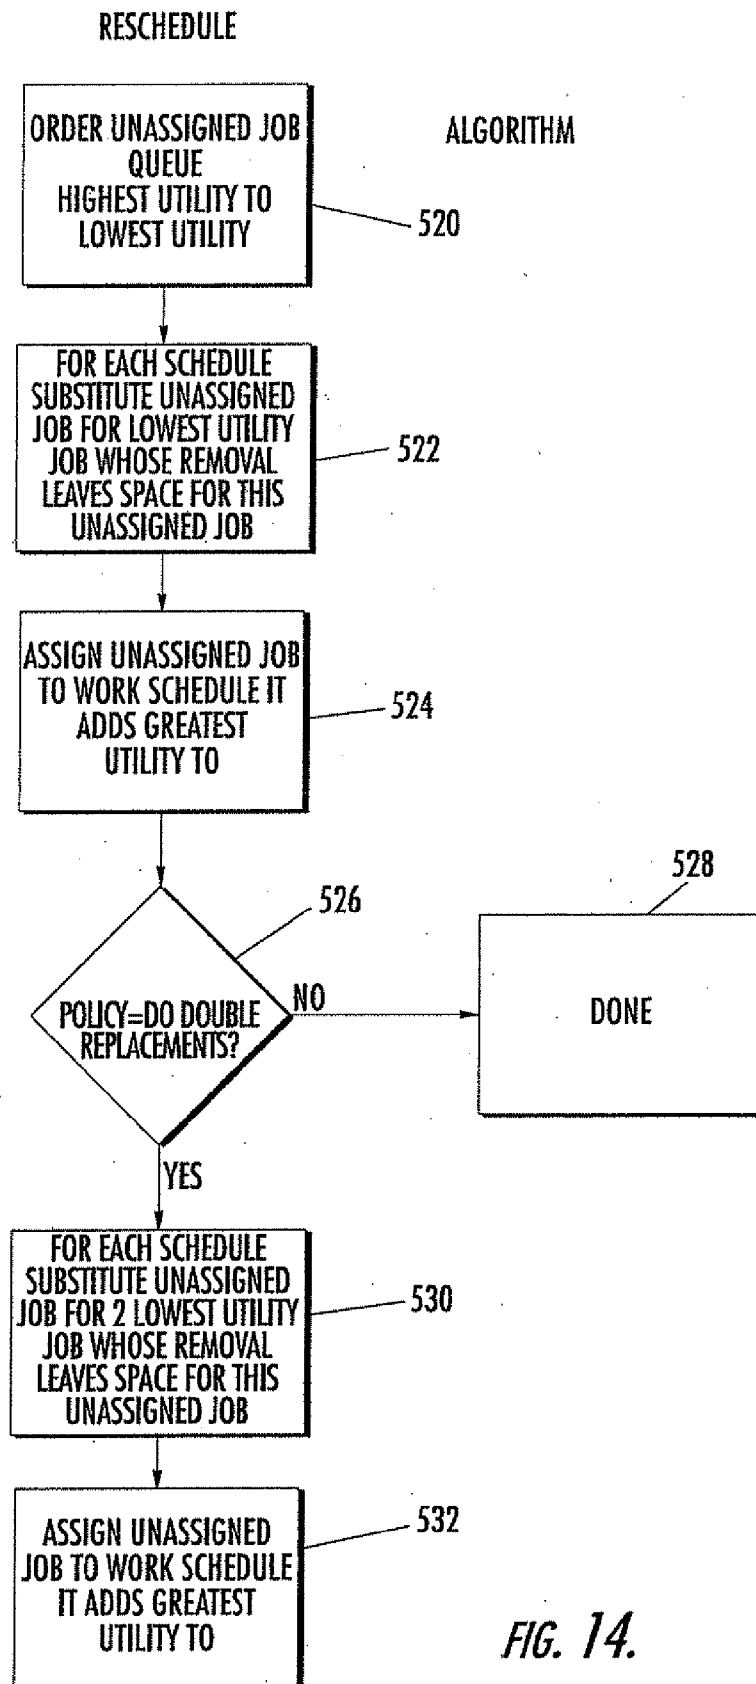 RESCHEDULE
ALGORITHM
ORDER UNASSIGNED JOB
QUEUE
HIGHEST UTILITY TO
LOWEST UTILITY
520
FOR EACH SCHEDULE
SUBSTITUTE UNASSIGNED
JOB FOR LOWEST UTILITY
JOB WHOSE REMOVAL
LEAVES SPACE FOR THIS
UNASSIGNED JOB
522
ASSIGN UNASSIGNED JOB
TO WORK SCHEDULE IT
ADDS GREATEST
UTILITY TO
524
526
POLICY=DO DOUBLE
REPLACEMENTS?
NO
528
DONE
YES
FOR EACH SCHEDULE
SUBSTITUTE UNASSIGNED
JOB FOR 2 LOWEST UTILITY
JOB WHOSE REMOVAL
LEAVES SPACE FOR THIS
UNASSIGNED JOB
530
ASSIGN UNASSIGNED
JOB TO WORK SCHEDULE
IT ADDS GREATEST
UTILITY TO
532
FIG. 14.